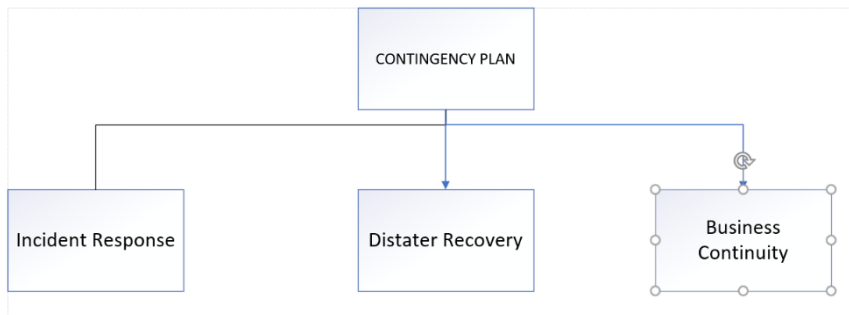 CONTINGENCY PLAN
Incident Response
Distater Recovery
Business
Continuity